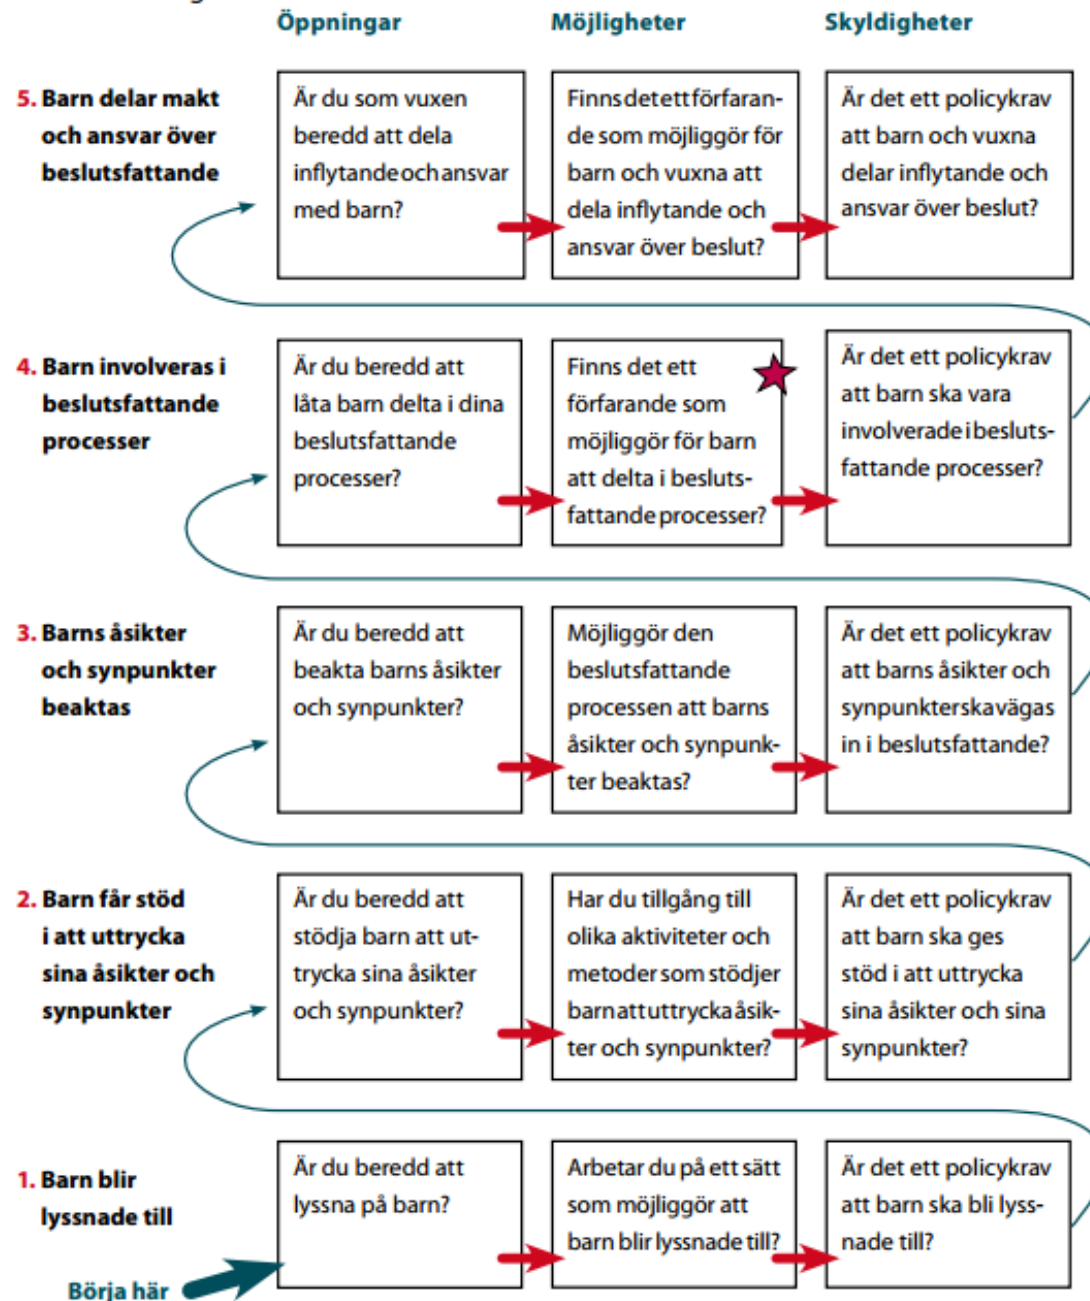 Öppningar Möjligheter Skyldigheter
5. Barn delar makt
och ansvar över
beslutsfattande
Är du som vuxen
beredd att dela
inflytande och ansvar
med barn?
Finns det ett förfaran-
de som möjliggör för
barn och vuxna att
dela inflytande och
ansvar över beslut?
Är det ett policykrav
att barn och vuxna
delar inflytande och
ansvar över beslut?
4. Barn involveras i
beslutsfattande
processer
Är du beredd att
låta barn delta i dina
beslutsfattande
processer?
Finns det ett
förfarande som
möjliggör för barn
att delta i besluts-
fattande processer?
Är det ett policykrav
att barn ska vara
involverade i besluts-
fattande processer?
3. Barns åsikter
och synpunkter
beaktas
Är du beredd att
beakta barns åsikter
och synpunkter?
Möjliggör den
beslutsfattande
processen att barns
åsikter och synpunk-
ter beaktas?
Är det ett policykrav
att barns åsikter och
synpunkter ska vägas
in i beslutsfattande?
2. Barn får stöd
i att uttrycka
sina åsikter och
synpunkter
Är du beredd att
stödja barn att ut-
trycka sina åsikter
och synpunkter?
Har du tillgång till
olika aktiviteter och
metoder som stödjer
barn att uttrycka åsik-
ter och synpunkter?
Är det ett policykrav
att barn ska ges
stöd i att uttrycka
sina åsikter och sina
synpunkter?
1. Barn blir
lyssnade till
Är du beredd att
lyssna på barn?
Arbetar du på ett sätt
som möjliggör att
barn blir lyssnade till?
Är det ett policykrav
att barn ska bli lyss-
nade till?
Börja här